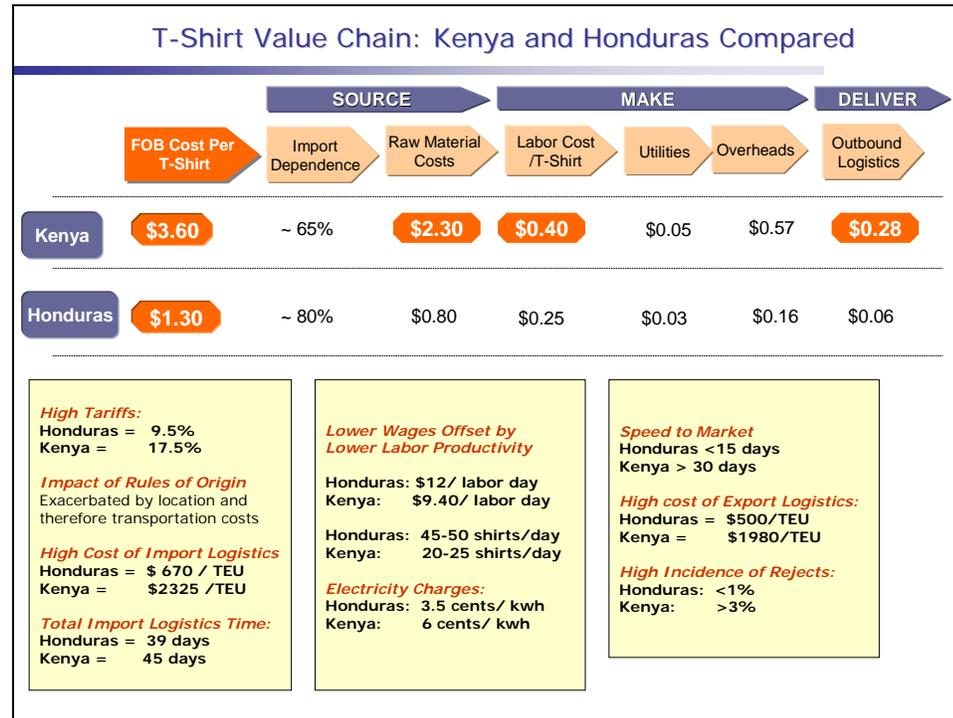 T-Shirt Value Chain: Kenya and Honduras Compared
SOURCE MAKE DELIVER
FOB Cost Per
T-Shirt
Import
Dependence
Raw Material
Costs
Labor Cost
/T-Shirt
Utilities
Overheads
Outbound
Logistics
Kenya $3.60 ~ 65% $2.30 $0.40 $0.05 $0.57 $0.28
Honduras $1.30 ~ 80% $0.80 $0.25 $0.03 $0.16 $0.06
High Tariffs:
Honduras = 9.5%
Kenya = 17.5%
Impact of Rules of Origin
Exacerbated by location and
therefore transportation costs
High Cost of Import Logistics
Honduras = $ 670 / TEU
Kenya = $2325 /TEU
Total Import Logistics Time:
Honduras = 39 days
Kenya = 45 days
Lower Wages Offset by
Lower Labor Productivity
Honduras: $12/ labor day
Kenya: $9.40/ labor day
Honduras: 45-50 shirts/day
Kenya: 20-25 shirts/day
Electricity Charges:
Honduras: 3.5 cents/ kwh
Kenya: 6 cents/ kwh
Speed to Market
Honduras <15 days
Kenya > 30 days
High cost of Export Logistics:
Honduras = $500/TEU
Kenya = $1980/TEU
High Incidence of Rejects:
Honduras: <1%
Kenya: >3%